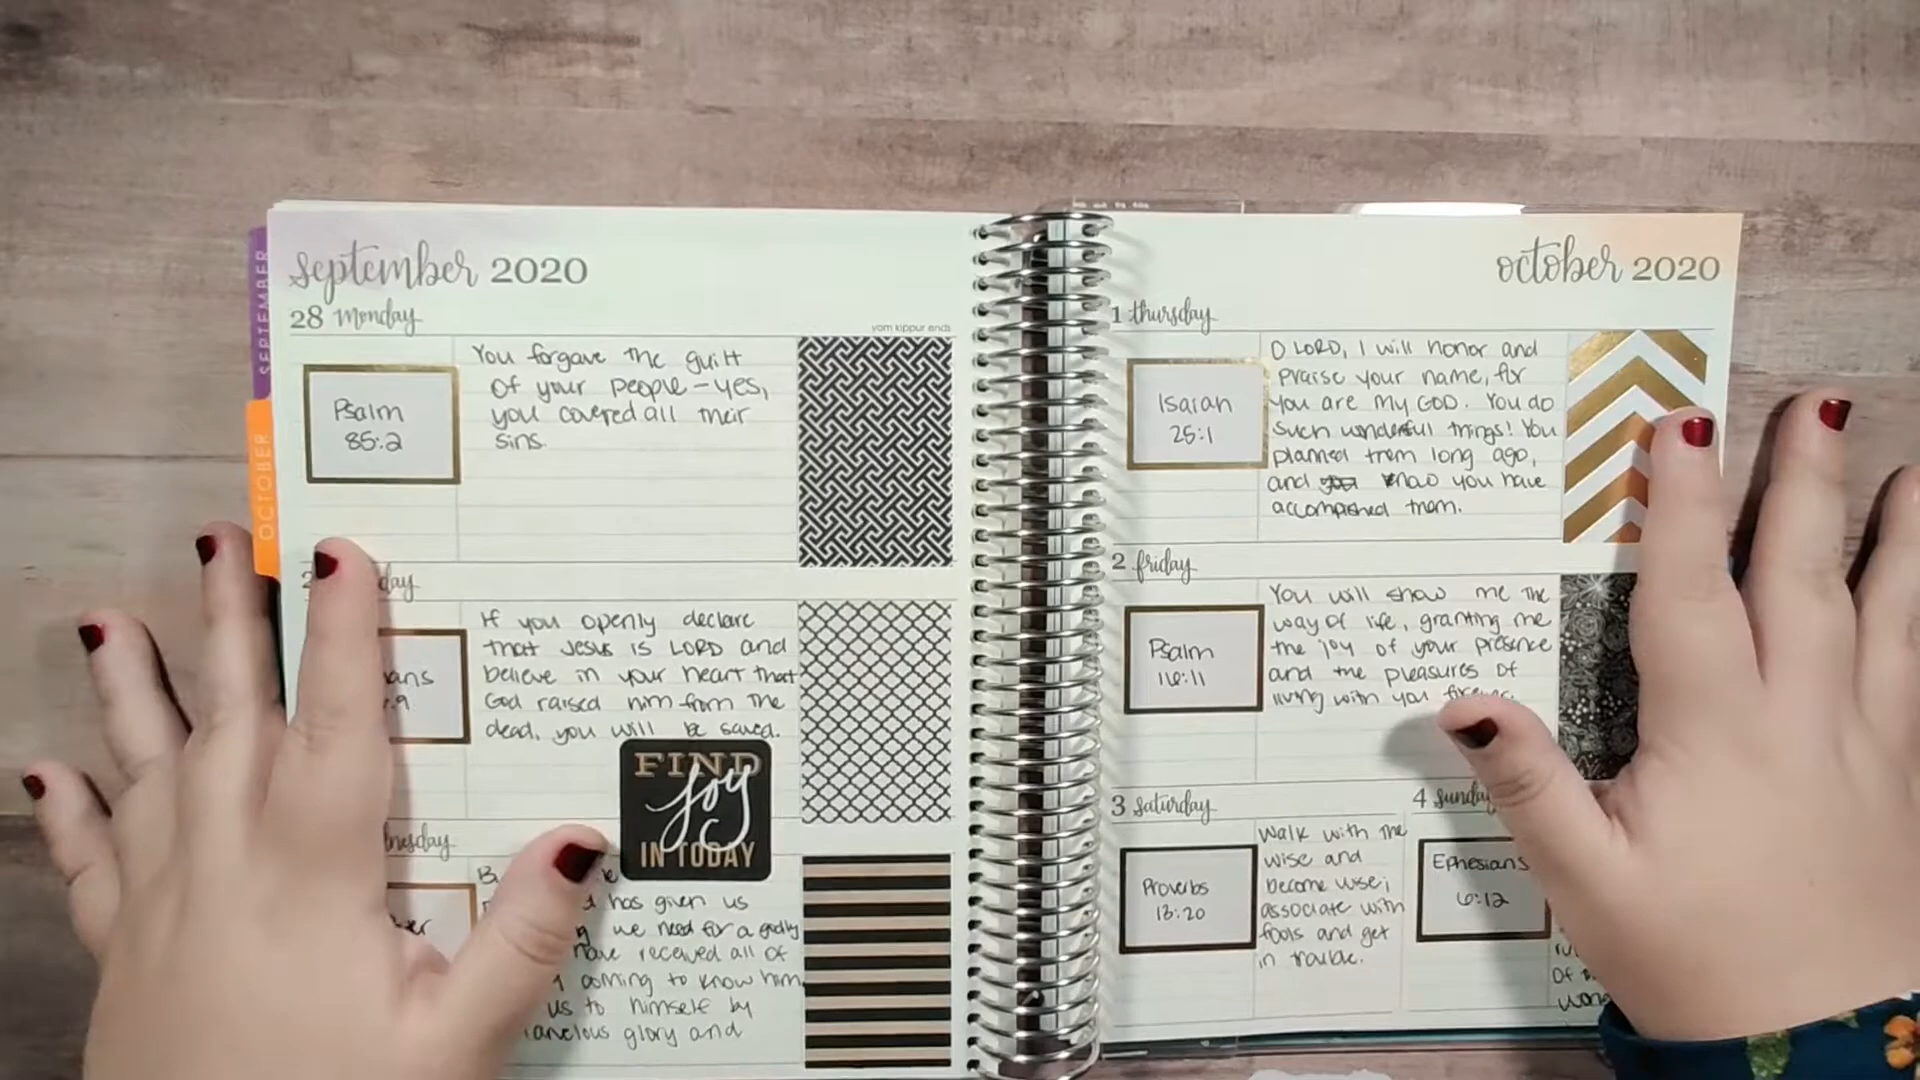 SEPTEMBER
OCTOBER
september 2020
28 monday
yom kippur ends
Psalm
85:2
You forgave the guilt
of your people - yes,
you covered all their
sins.
day
ans
:9
If you openly declare
that Jesus is LORD and
believe in your heart that
God raised him from the
dead, you will be saved.
FIND
joy
IN TODAY
nesday
er
has given us
we need for a godly
have received all of
coming to know him,
us to himself by
glory and
october 2020
1 thursday
Isaiah
25:1
O LORD, I will honor and
praise your name, for
you are my GOD. You do
such wonderful things! You
planned them long ago,
and now you have
accomplished them.
2 friday
Psalm
16:11
You will show me the
way of life, granting me
the joy of your presence
and the pleasures of
living with you forever.
3 saturday
Proverbs
13:20
Walk with the
wise and
become wise;
associate with
fools and get
in trouble.
4 sunday
Ephesians
6:12
of